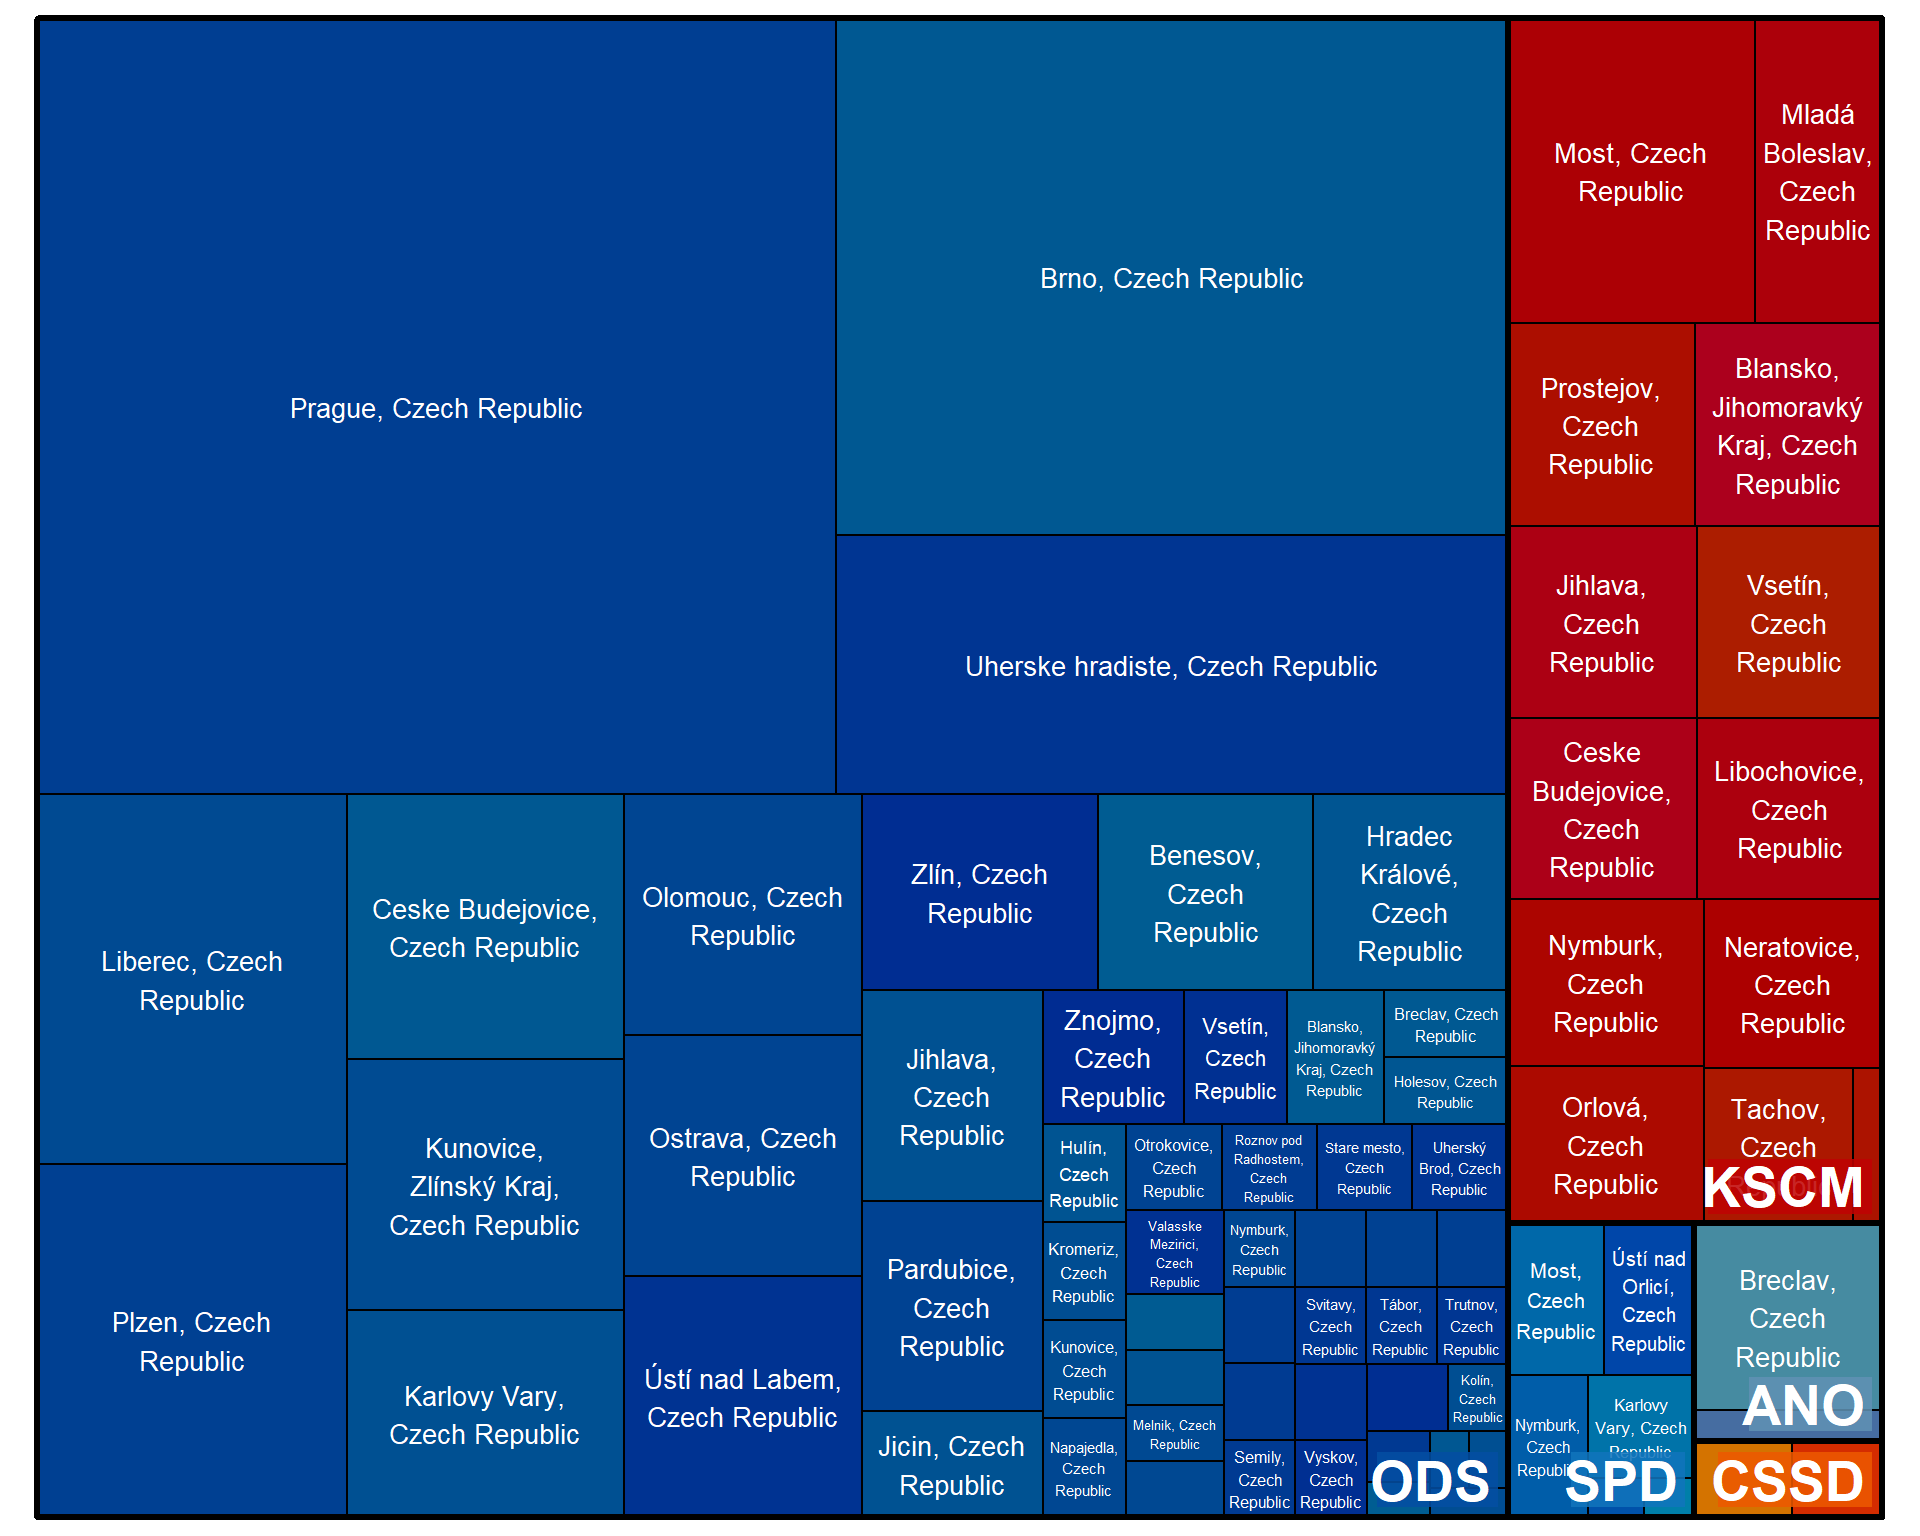 Prague, Czech Republic
Brno, Czech Republic
Uherske hradiste, Czech Republic
Liberec, Czech
Republic
Plzen, Czech
Republic
Ceske Budejovice,
Czech Republic
Kunovice,
Zlínský Kraj,
Czech Republic
Karlovy Vary,
Czech Republic
Olomouc, Czech
Republic
Ostrava, Czech
Republic
Ústí nad Labem,
Czech Republic
Zlín, Czech
Republic
Benesov,
Czech
Republic
Hradec
Králové,
Czech
Republic
Jihlava,
Czech
Republic
Pardubice,
Czech
Republic
Jicin, Czech
Republic
Znojmo,
Czech
Republic
Vsetín,
Czech
Republic
Blansko,
Jihomoravký
Kraj, Czech
Republic
Breclav, Czech
Republic
Holesov, Czech
Republic
Hulín,
Czech
Republic
Kromeriz,
Czech
Republic
Kunovice,
Czech
Republic
Napajedla,
Czech
Republic
Otrokovice,
Czech
Republic
Roznov pod
Radhostem,
Czech
Republic
Stare mesto,
Czech
Republic
Uherský
Brod, Czech
Republic
Valasske
Mezirici,
Czech
Republic
Melnik, Czech
Republic
Nymburk,
Czech
Republic
Semily,
Czech
Republic
Svitavy,
Czech
Republic
Tábor,
Czech
Republic
Trutnov,
Czech
Republic
Vyskov,
Czech
Republic
Kolín,
Czech
Republic
ODS
Most, Czech
Republic
Mladá
Boleslav,
Czech
Republic
Prostejov,
Czech
Republic
Blansko,
Jihomoravký
Kraj, Czech
Republic
Jihlava,
Czech
Republic
Vsetín,
Czech
Republic
Ceske
Budejovice,
Czech
Republic
Libochovice,
Czech
Republic
Nymburk,
Czech
Republic
Neratovice,
Czech
Republic
Orlová,
Czech
Republic
Tachov,
Czech
Republic
KSCM
Most,
Czech
Republic
Ústí nad
Orlicí,
Czech
Republic
Nymburk,
Czech
Republic
Karlovy
Vary, Czech
Republic
SPD
Breclav,
Czech
Republic
ANO
CSSD